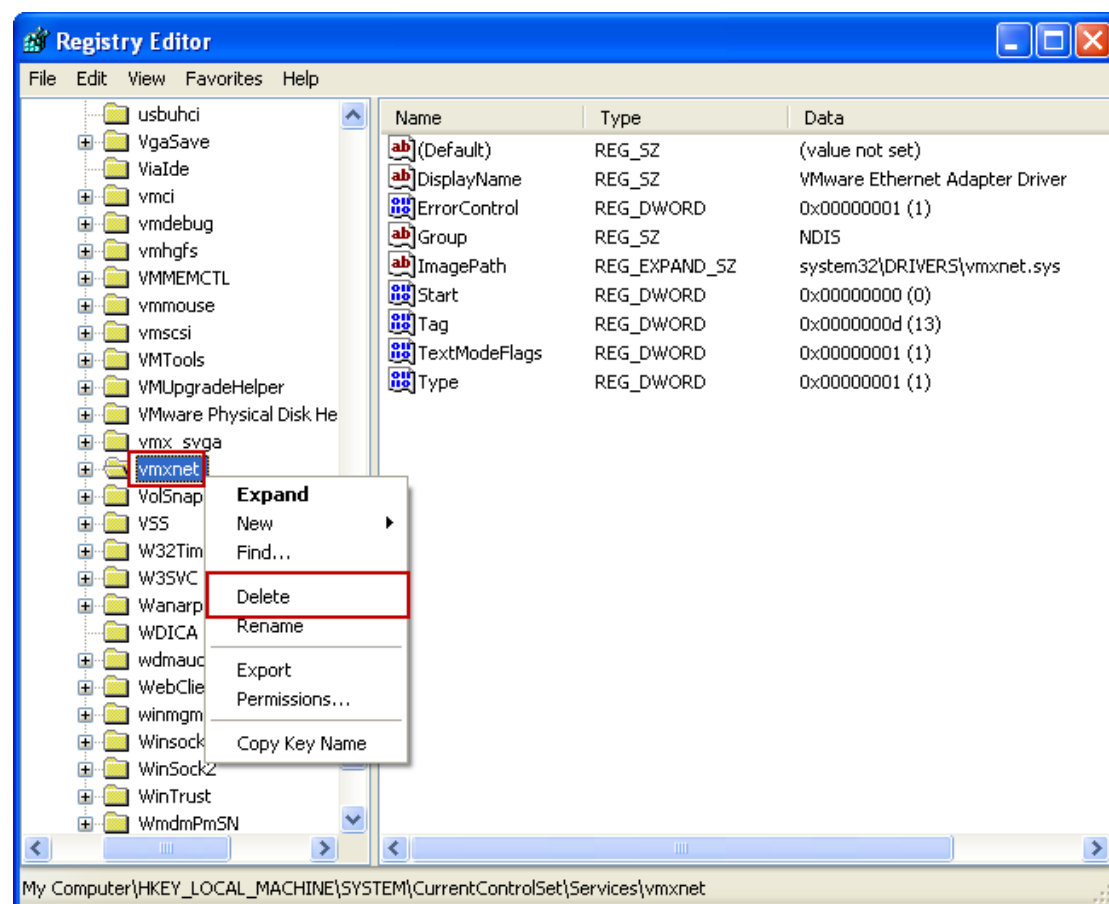 Registry Editor
File Edit View Favorites Help
usbuhci
VgaSave
ViaIde
vmci
vmdebug
vmhgfs
VMMEMCTL
vmmouse
vmscsi
VMTools
VMUpgradeHelper
VMware Physical Disk He
vmx_svga
vmxnet
VolSnap
VSS
W32Tim
W3SVC
Wanarp
WDICA
wdmauc
WebClie
winmgm
Winsock
WinSock2
WinTrust
WmdmPmSN
Expand
New
Find...
Delete
Rename
Export
Permissions...
Copy Key Name
Name Type Data
(Default) REG_SZ (value not set)
DisplayName REG_SZ VMware Ethernet Adapter Driver
ErrorControl REG_DWORD 0x00000001 (1)
Group REG_SZ NDIS
ImagePath REG_EXPAND_SZ system32\DRIVERS\vmxnet.sys
Start REG_DWORD 0x00000000 (0)
Tag REG_DWORD 0x0000000d (13)
TextModeFlags REG_DWORD 0x00000001 (1)
Type REG_DWORD 0x00000001 (1)
My Computer\HKEY_LOCAL_MACHINE\SYSTEM\CurrentControlSet\Services\vmxnet